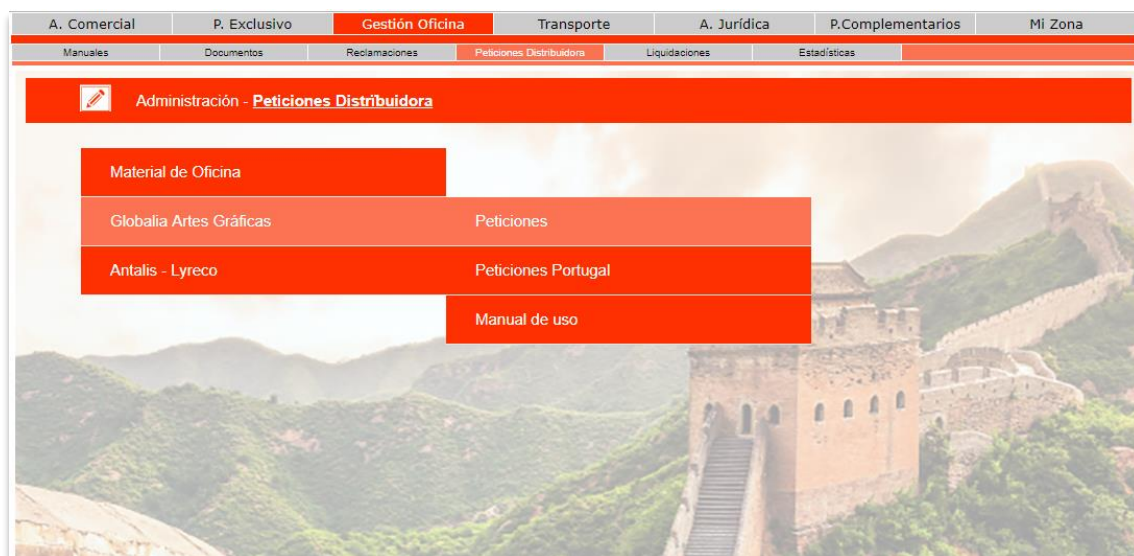 A. Comercial P. Exclusivo Gestión Oficina Transporte A. Jurídica P.Complementarios Mi Zona
Manuales Documentos Reclamaciones Peticiones Distribuidora Liquidaciones Estadísticas
Administración - Peticiones Distribuidora
Material de Oficina
Globalia Artes Gráficas Peticiones
Antalis - Lyreco Peticiones Portugal
Manual de uso